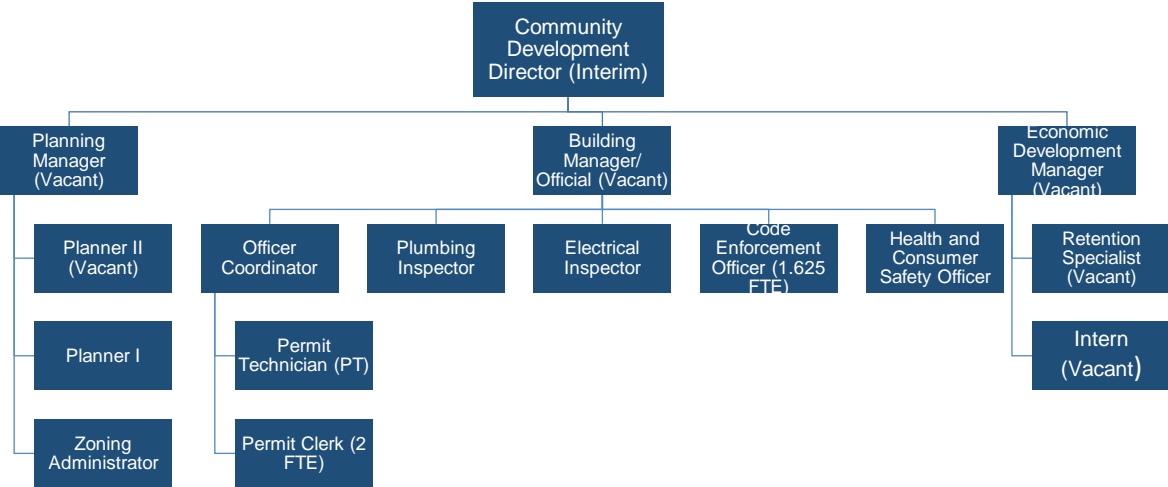 Community
Development
Director (Interim)
Planning
Manager
(Vacant)
Building
Manager/
Official (Vacant)
Economic
Development
Manager
(Vacant)
Planner II
(Vacant)
Officer
Coordinator
Plumbing
Inspector
Electrical
Inspector
Code
Enforcement
Officer (1.625
FTE)
Health and
Consumer
Safety Officer
Retention
Specialist
(Vacant)
Planner I
Permit
Technician (PT)
Intern
(Vacant)
Zoning
Administrator
Permit Clerk (2
FTE)